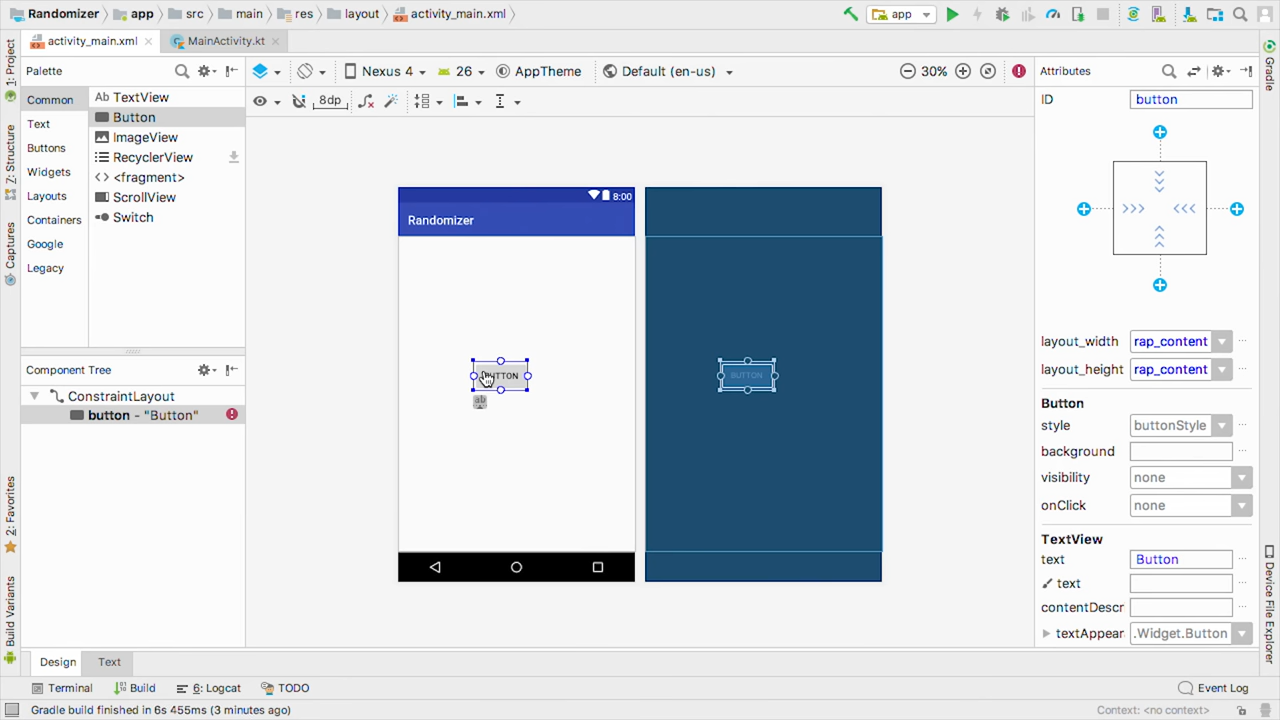 Randomizer app src main res layout activity_main.xml app
activity_main.xml MainActivity.kt
1: Project
Z: Structure
Captures
2: Favorites
Build Variants
Palette
Common
Text
Buttons
Widgets
Layouts
Containers
Google
Legacy
Ab TextView
Button
ImageView
RecyclerView
<fragment>
ScrollView
Switch
Component Tree
ConstraintLayout
button - "Button"
Nexus 4 26 AppTheme Default (en-us) 30%
8dp
8:00
Randomizer
BUTTON
ab
BUTTON
Attributes
ID button
layout_width rap_content
layout_height rap_content
Button
style buttonStyle
background
visibility none
onClick none
TextView
text Button
text
contentDescr
textAppear .Widget.Button
Gradle
Device File Explorer
Design Text
Terminal Build 6: Logcat TODO Event Log
Gradle build finished in 6s 455ms (3 minutes ago) Context: <no context>